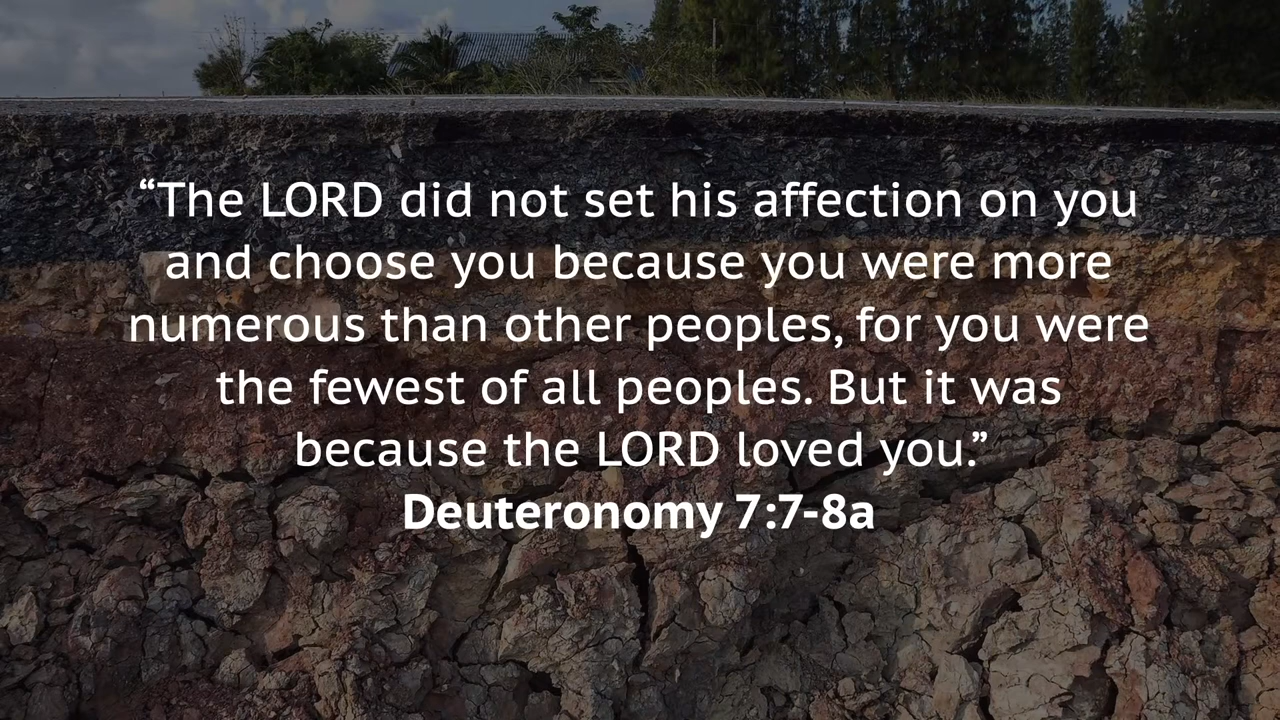 “The LORD did not set his affection on you
and choose you because you were more
numerous than other peoples, for you were
the fewest of all peoples. But it was
because the LORD loved you.”
Deuteronomy 7:7-8a